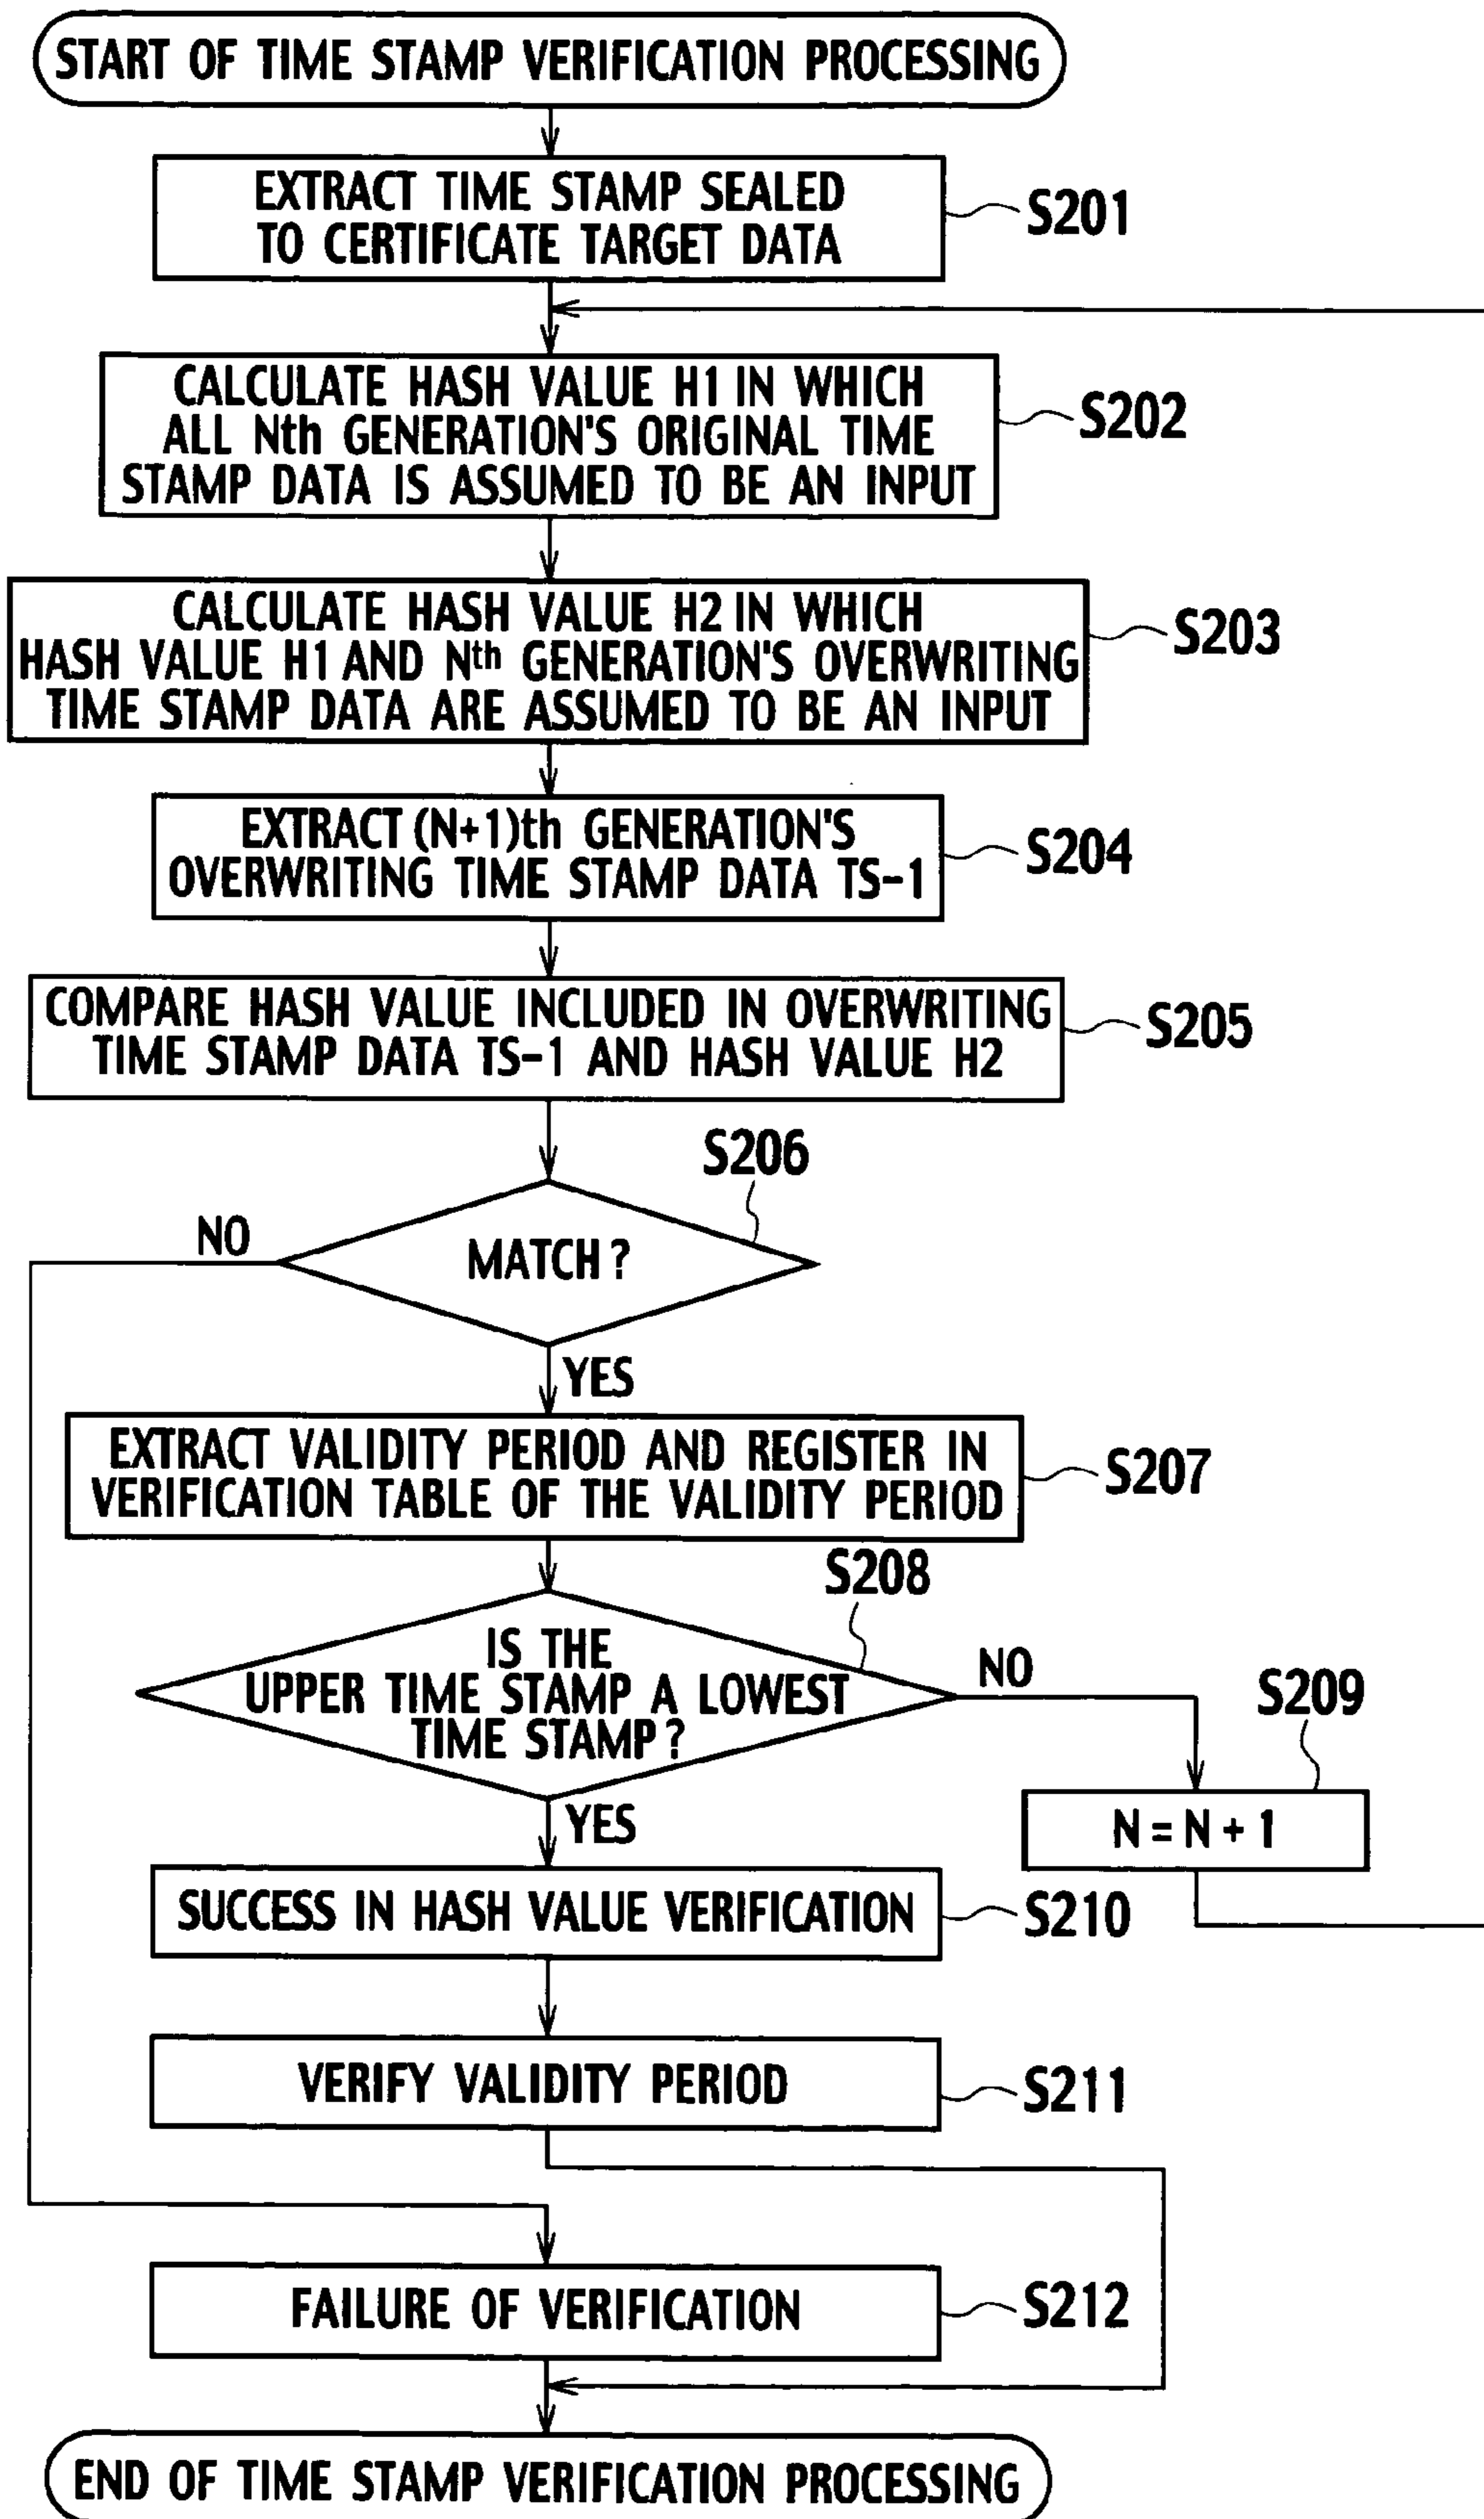 START OF TIME STAMP VERIFICATION PROCESSING
EXTRACT TIME STAMP SEALED
TO CERTIFICATE TARGET DATA
S201
CALCULATE HASH VALUE H1 IN WHICH
ALL Nth GENERATION'S ORIGINAL TIME
STAMP DATA IS ASSUMED TO BE AN INPUT
S202
CALCULATE HASH VALUE H2 IN WHICH
HASH VALUE H1 AND Nth GENERATION'S OVERWRITING
TIME STAMP DATA ARE ASSUMED TO BE AN INPUT
S203
EXTRACT (N+1)th GENERATION'S
OVERWRITING TIME STAMP DATA TS-1
S204
COMPARE HASH VALUE INCLUDED IN OVERWRITING
TIME STAMP DATA TS-1 AND HASH VALUE H2
S205
S206
NO
MATCH?
YES
EXTRACT VALIDITY PERIOD AND REGISTER IN
VERIFICATION TABLE OF THE VALIDITY PERIOD
S207
S208
IS THE
UPPER TIME STAMP A LOWEST
TIME STAMP?
NO
S209
N=N+1
YES
SUCCESS IN HASH VALUE VERIFICATION
S210
VERIFY VALIDITY PERIOD
S211
FAILURE OF VERIFICATION
S212
END OF TIME STAMP VERIFICATION PROCESSING